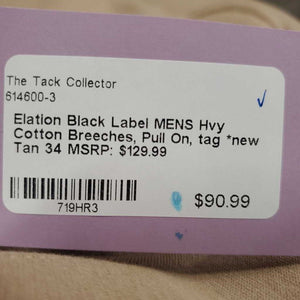 The Tack Collector
614600-3
Elation Black Label MENS Hvy
Cotton Breeches, Pull On, tag *new
Tan 34 MSRP: $129.99
719HR3
$90.99